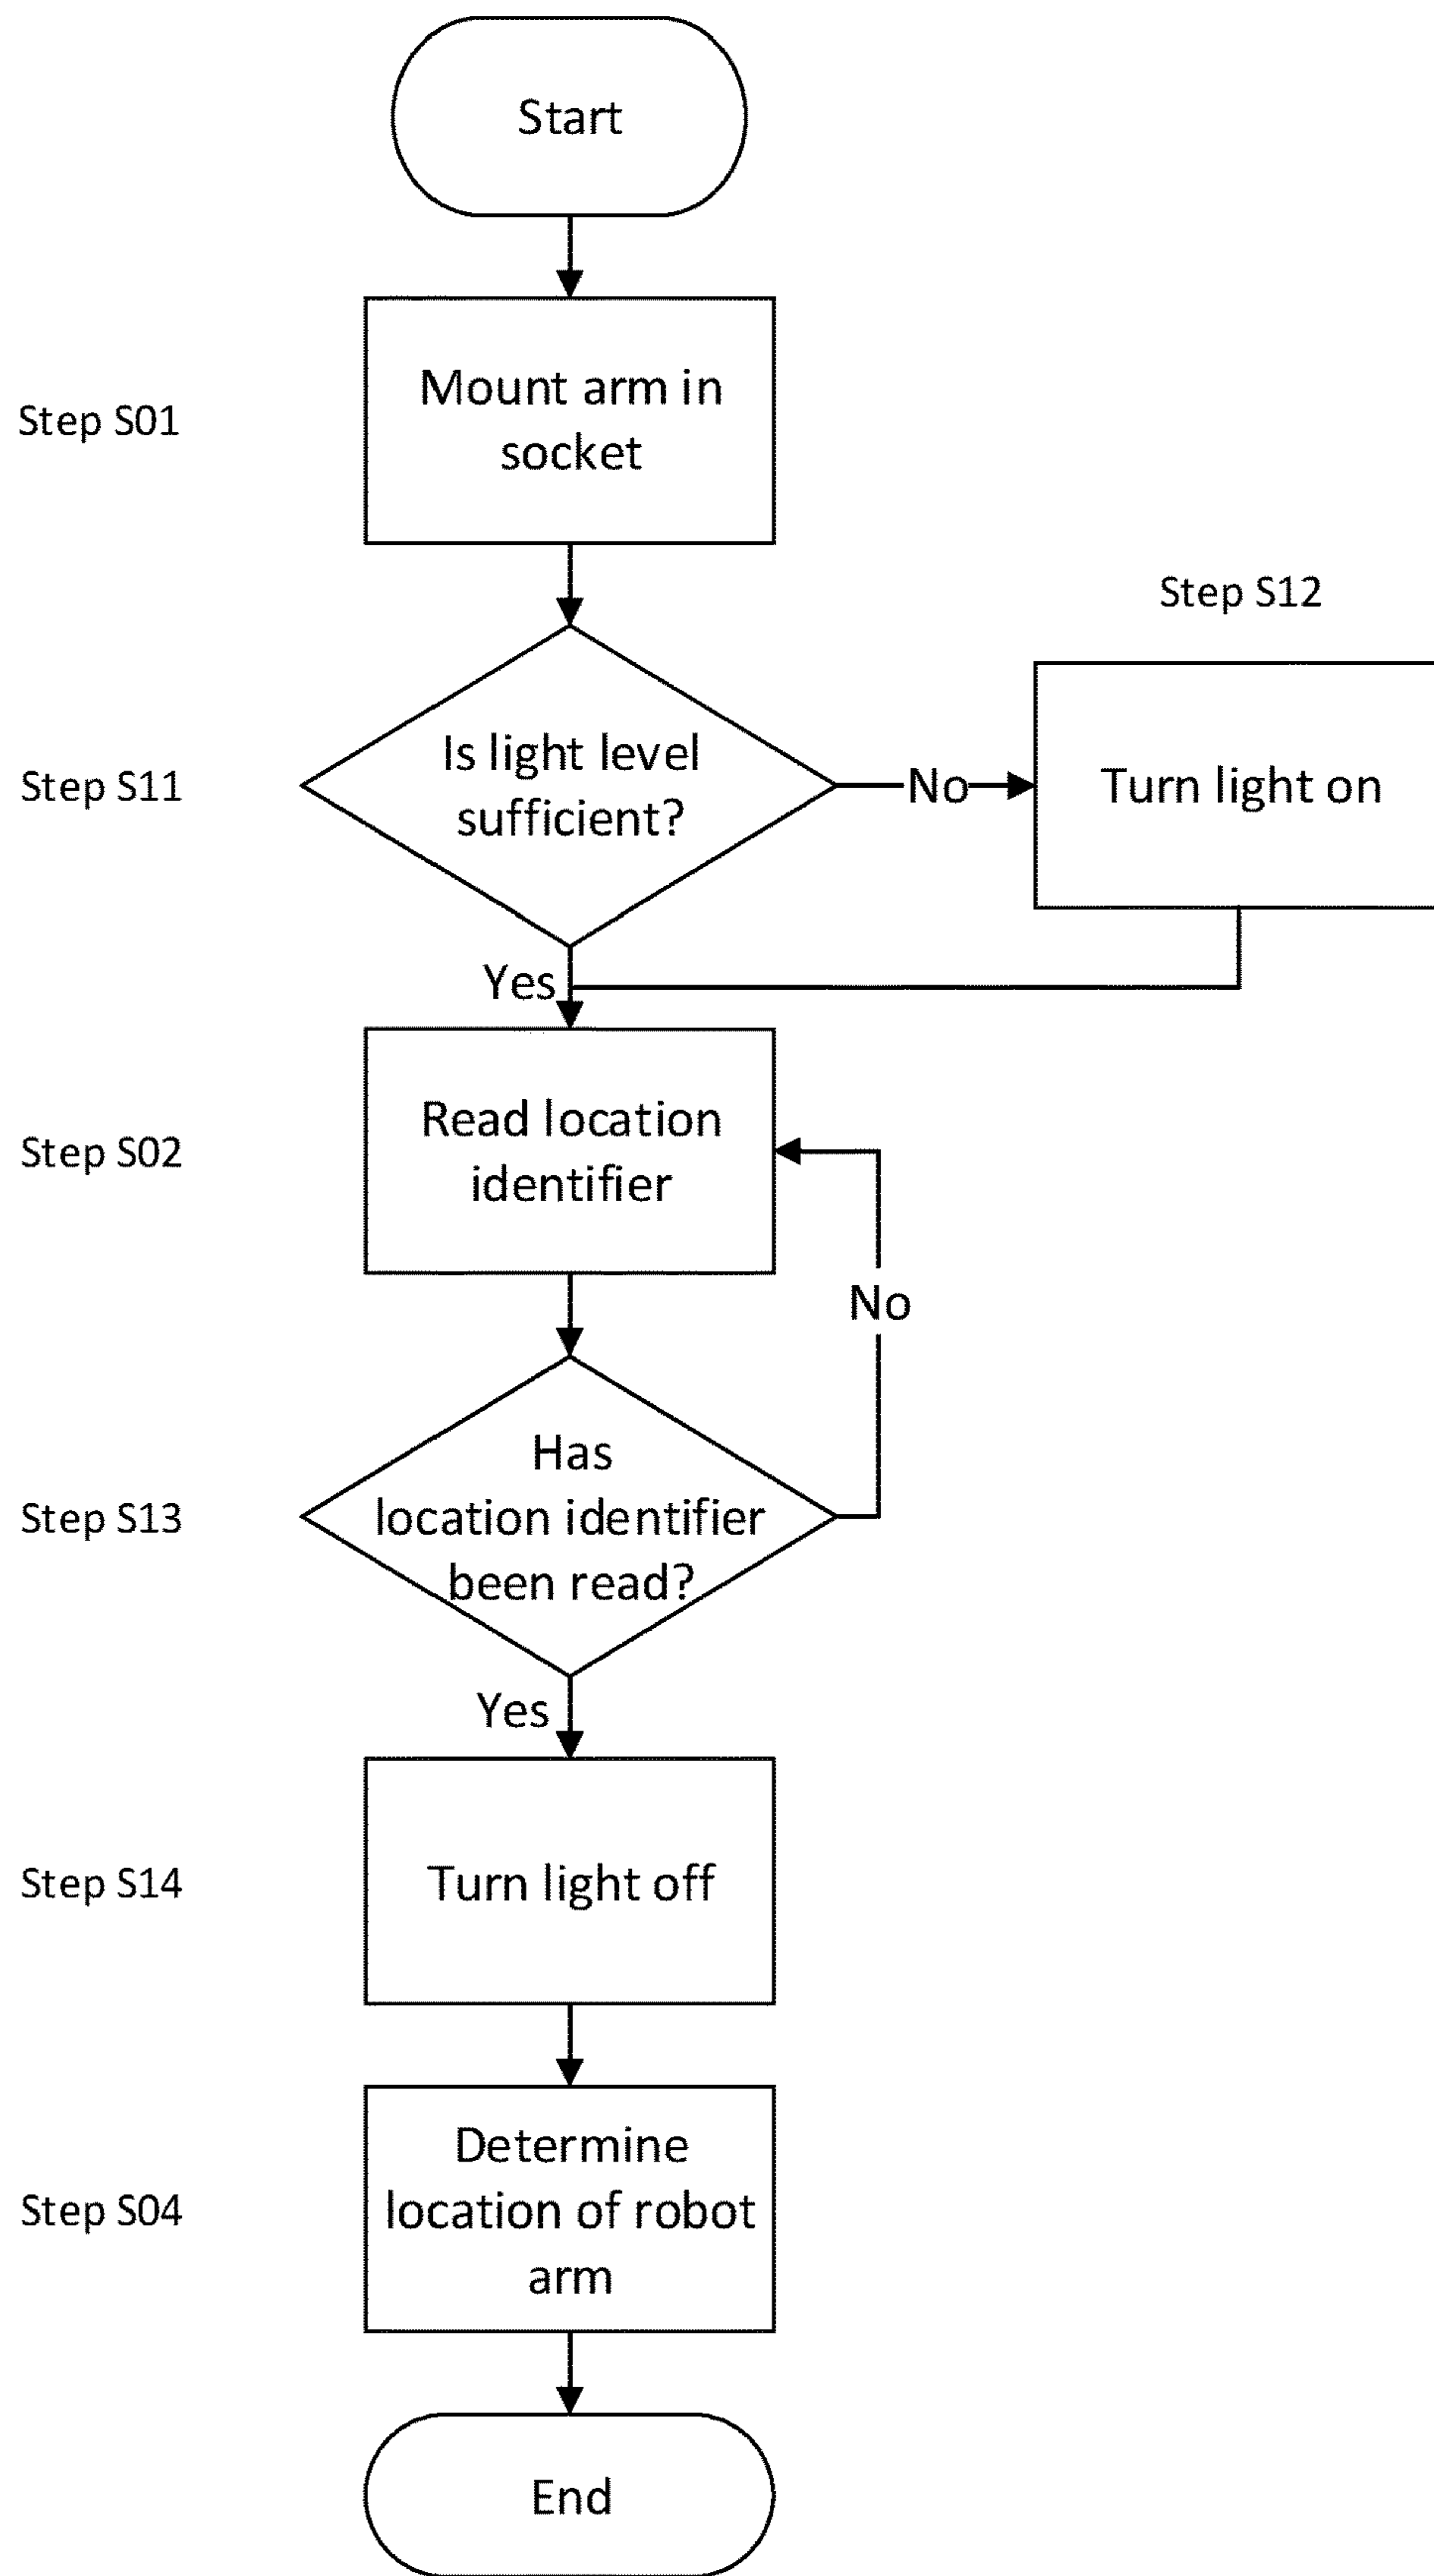 Start
Step S01
Mount arm in
socket
Step S12
Step S11
Is light level
sufficient?
No
Turn light on
Yes
Step S02
Read location
identifier
No
Step S13
Has
location identifier
been read?
Yes
Step S14
Turn light off
Step S04
Determine
location of robot
arm
End